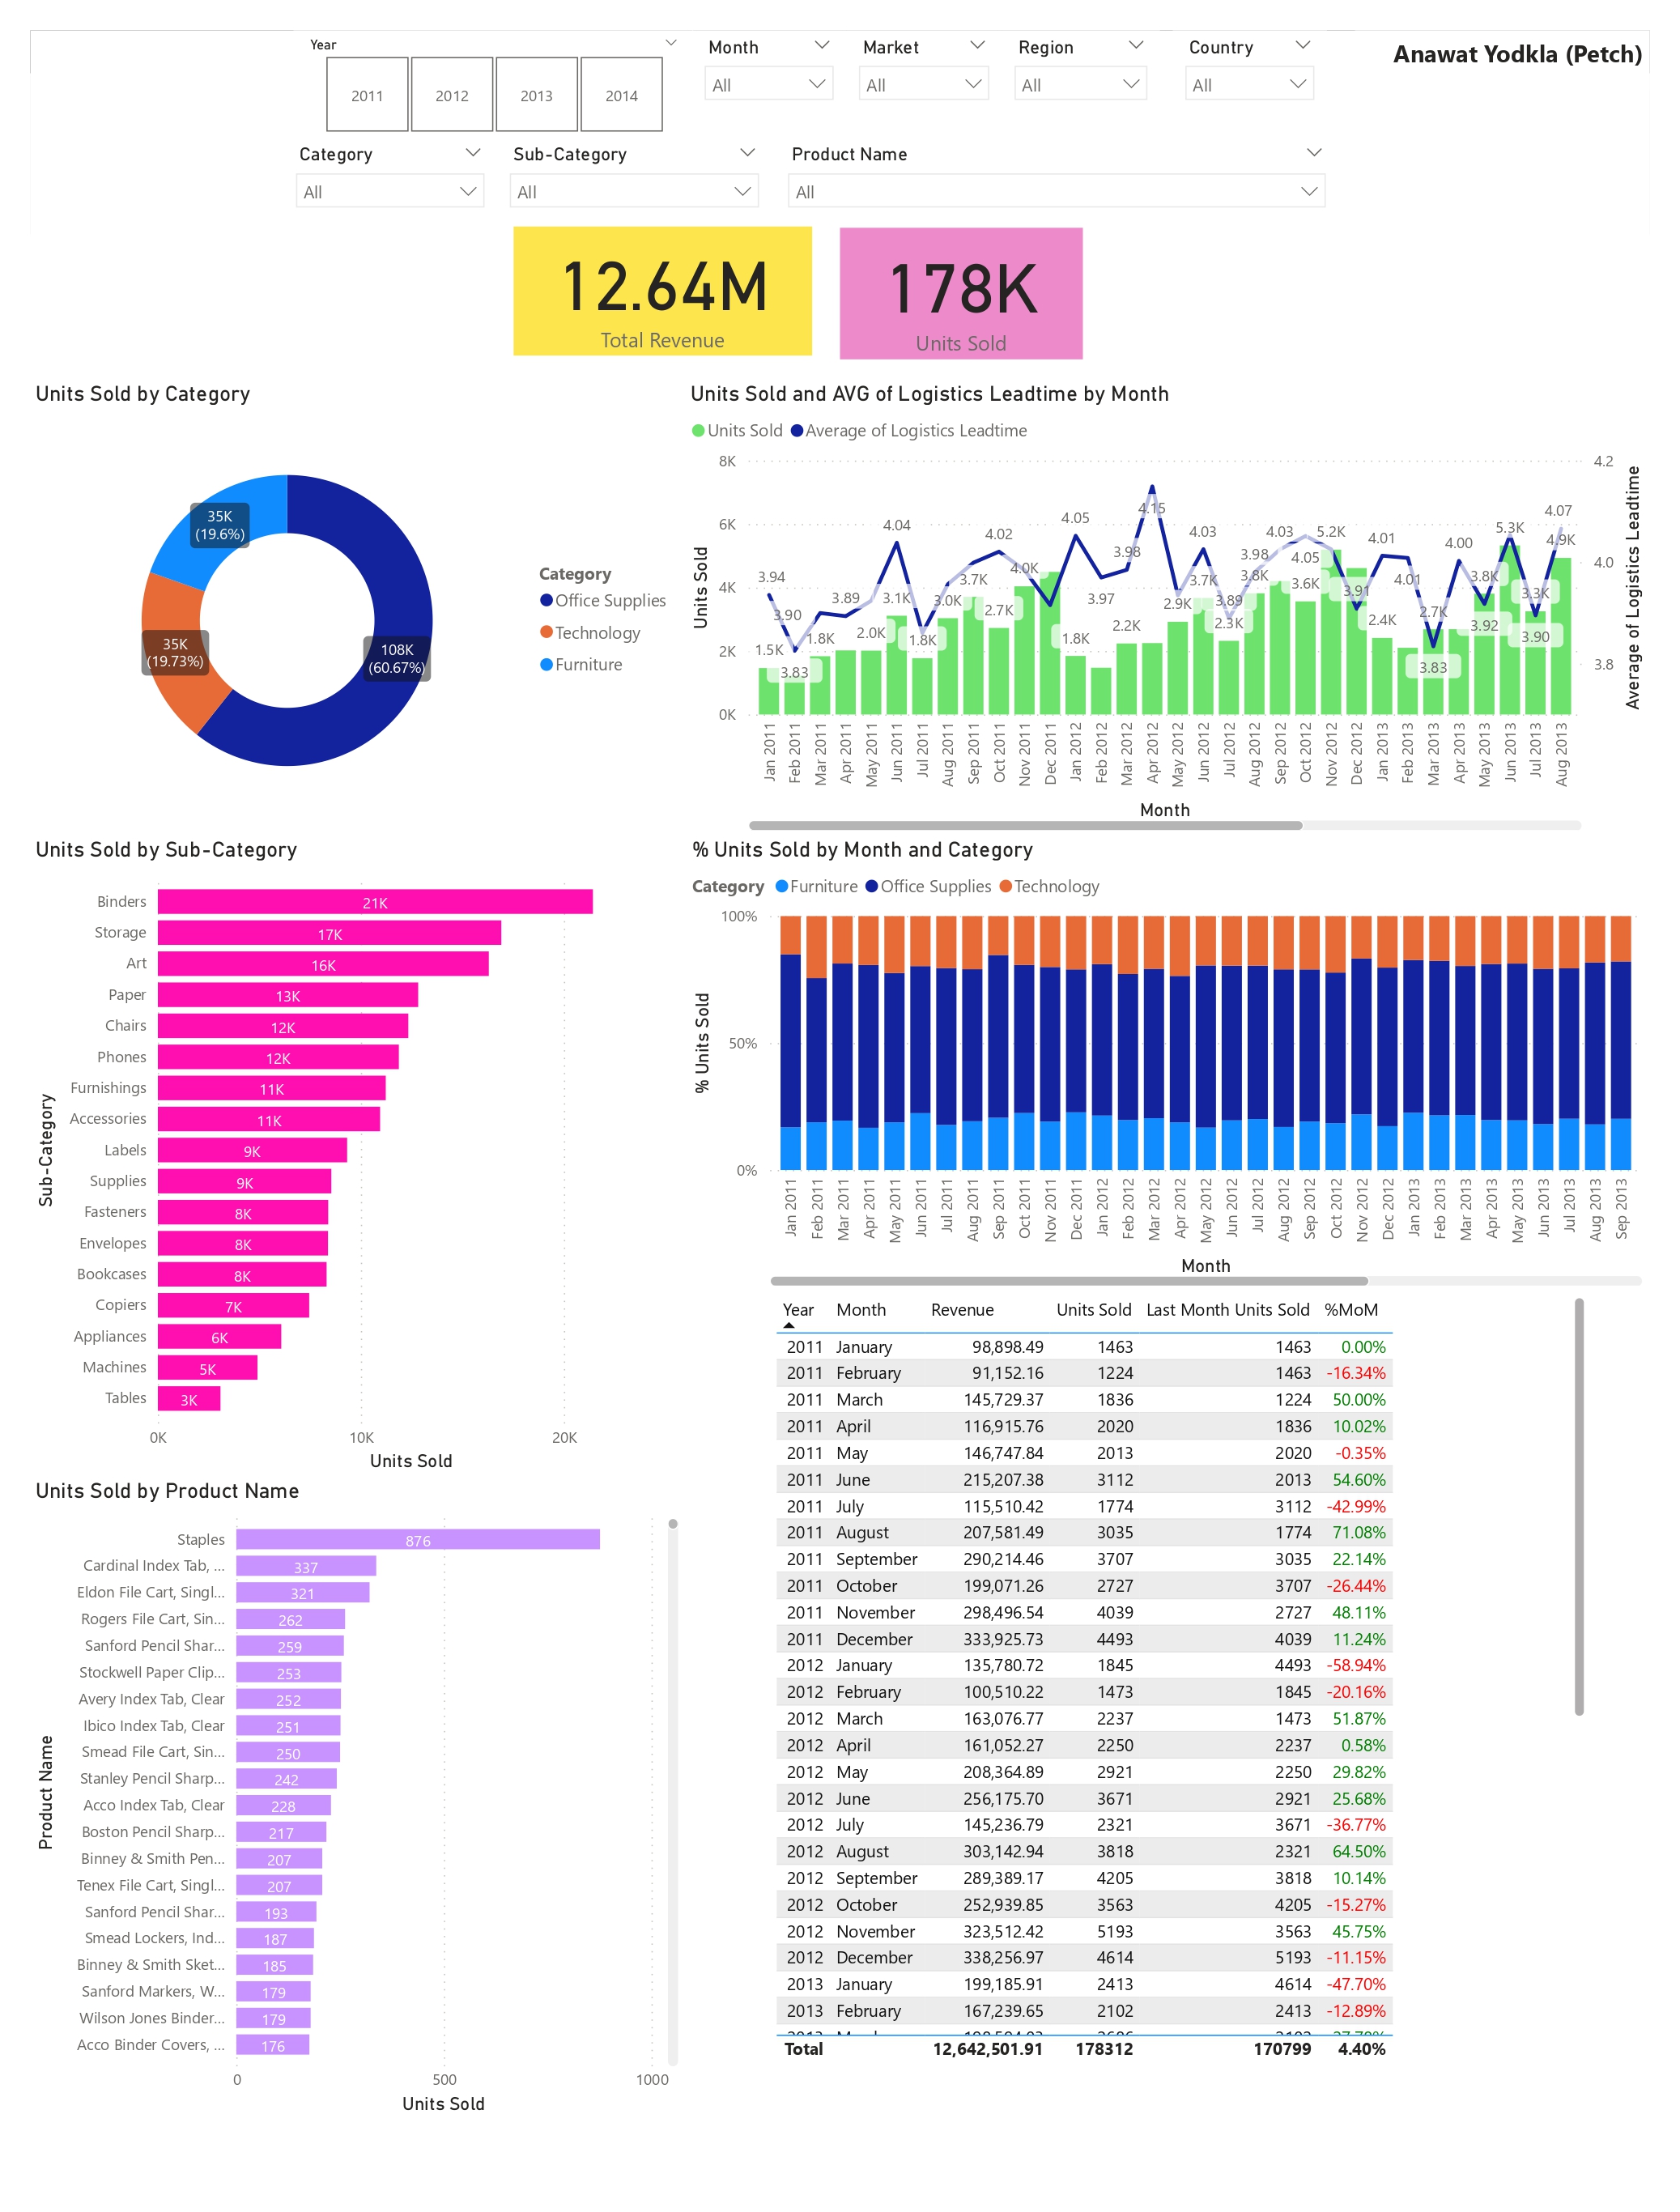 Anawat Yodkla (Petch)
Year
2011 2012 2013 2014
Month Market Region Country
All All All All
Category Sub-Category Product Name
All All All
12.64M
Total Revenue
178K
Units Sold
Units Sold by Category
35K
(19.6%)
35K
(19.73%)
108K
(60.67%)
Category
Office Supplies
Technology
Furniture
Units Sold and AVG of Logistics Leadtime by Month
Units Sold Average of Logistics Leadtime
Units Sold
8K
6K
4K
2K
0K
4.2
4.0
3.8
Average of Logistics Leadtime
3.94 3.90 3.83 3.89 4.04 4.02 4.05 3.97 3.98 4.15 4.03 3.89 3.98 4.03 4.05 3.91 4.01 4.01 3.83 4.00 3.92 3.90 4.07
1.5K 1.8K 2.0K 3.1K 1.8K 3.0K 3.7K 2.7K 4.0K 1.8K 2.2K 2.9K 3.7K 2.3K 3.8K 3.6K 5.2K 2.4K 2.7K 3.8K 5.3K 3.3K 4.9K
Jan 2011 Feb 2011 Mar 2011 Apr 2011 May 2011 Jun 2011 Jul 2011 Aug 2011 Sep 2011 Oct 2011 Nov 2011 Dec 2011 Jan 2012 Feb 2012 Mar 2012 Apr 2012 May 2012 Jun 2012 Jul 2012 Aug 2012 Sep 2012 Oct 2012 Nov 2012 Dec 2012 Jan 2013 Feb 2013 Mar 2013 Apr 2013 May 2013 Jun 2013 Jul 2013 Aug 2013
Month
Units Sold by Sub-Category
Sub-Category
Binders 21K
Storage 17K
Art 16K
Paper 13K
Chairs 12K
Phones 12K
Furnishings 11K
Accessories 11K
Labels 9K
Supplies 9K
Fasteners 8K
Envelopes 8K
Bookcases 8K
Copiers 7K
Appliances 6K
Machines 5K
Tables 3K
0K 10K 20K
Units Sold
% Units Sold by Month and Category
Category Furniture Office Supplies Technology
% Units Sold
100%
50%
0%
Jan 2011 Feb 2011 Mar 2011 Apr 2011 May 2011 Jun 2011 Jul 2011 Aug 2011 Sep 2011 Oct 2011 Nov 2011 Dec 2011 Jan 2012 Feb 2012 Mar 2012 Apr 2012 May 2012 Jun 2012 Jul 2012 Aug 2012 Sep 2012 Oct 2012 Nov 2012 Dec 2012 Jan 2013 Feb 2013 Mar 2013 Apr 2013 May 2013 Jun 2013 Jul 2013 Aug 2013 Sep 2013
Month
Units Sold by Product Name
Product Name
Staples 876
Cardinal Index Tab, ... 337
Eldon File Cart, Singl... 321
Rogers File Cart, Sin... 262
Sanford Pencil Shar... 259
Stockwell Paper Clip... 253
Avery Index Tab, Clear 252
Ibico Index Tab, Clear 251
Smead File Cart, Sin... 250
Stanley Pencil Sharp... 242
Acco Index Tab, Clear 228
Boston Pencil Sharp... 217
Binney & Smith Pen... 207
Tenex File Cart, Singl... 207
Sanford Pencil Shar... 193
Smead Lockers, Ind... 187
Binney & Smith Sket... 185
Sanford Markers, W... 179
Wilson Jones Binder... 179
Acco Binder Covers, ... 176
0 500 1000
Units Sold
Year Month Revenue Units Sold Last Month Units Sold %MoM
2011 January 98,898.49 1463 1463 0.00%
2011 February 91,152.16 1224 1463 -16.34%
2011 March 145,729.37 1836 1224 50.00%
2011 April 116,915.76 2020 1836 10.02%
2011 May 146,747.84 2013 2020 -0.35%
2011 June 215,207.38 3112 2013 54.60%
2011 July 115,510.42 1774 3112 -42.99%
2011 August 207,581.49 3035 1774 71.08%
2011 September 290,214.46 3707 3035 22.14%
2011 October 199,071.26 2727 3707 -26.44%
2011 November 298,496.54 4039 2727 48.11%
2011 December 333,925.73 4493 4039 11.24%
2012 January 135,780.72 1845 4493 -58.94%
2012 February 100,510.22 1473 1845 -20.16%
2012 March 163,076.77 2237 1473 51.87%
2012 April 161,052.27 2250 2237 0.58%
2012 May 208,364.89 2921 2250 29.82%
2012 June 256,175.70 3671 2921 25.68%
2012 July 145,236.79 2321 3671 -36.77%
2012 August 303,142.94 3818 2321 64.50%
2012 September 289,389.17 4205 3818 10.14%
2012 October 252,939.85 3563 4205 -15.27%
2012 November 323,512.42 5193 3563 45.75%
2012 December 338,256.97 4614 5193 -11.15%
2013 January 199,185.91 2413 4614 -47.70%
2013 February 167,239.65 2102 2413 -12.89%
Total 12,642,501.91 178312 170799 4.40%